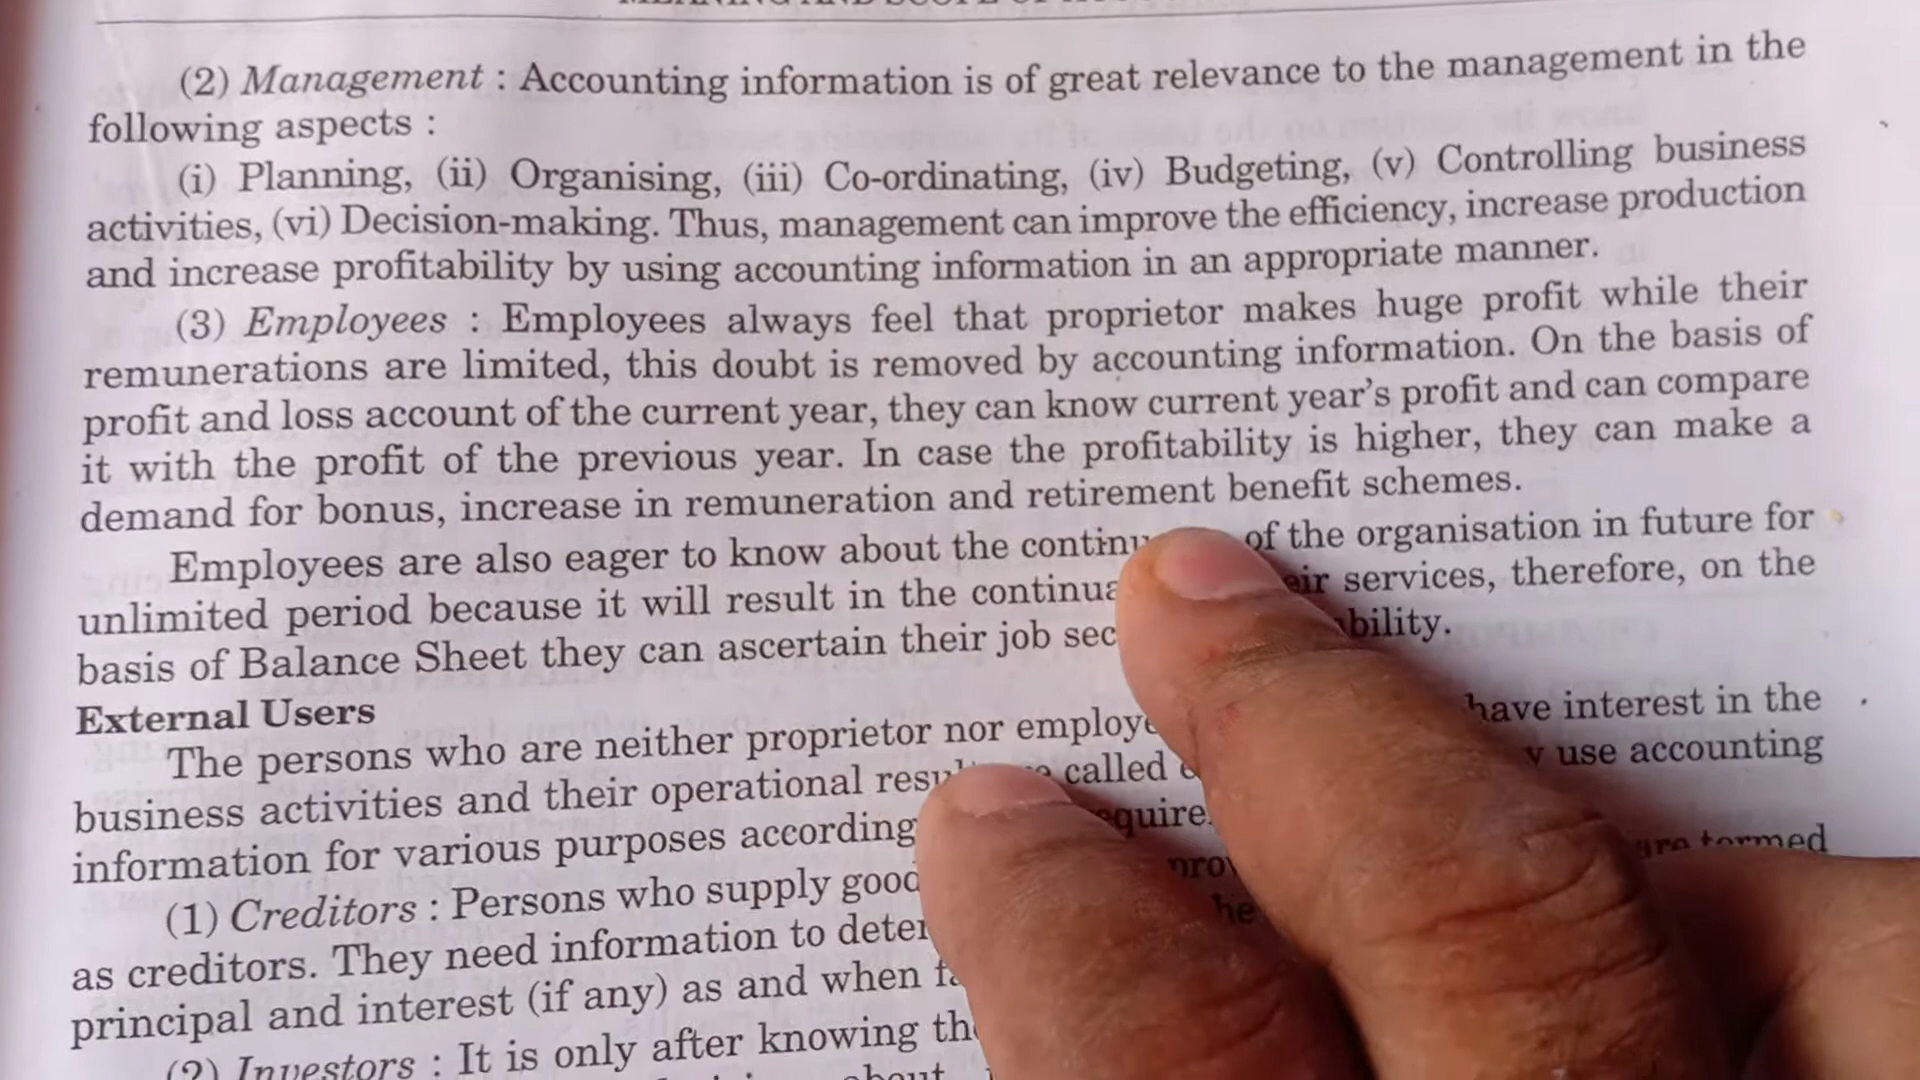 (2) Management : Accounting information is of great relevance to the management in the
following aspects :
(i) Planning, (ii) Organising, (iii) Co-ordinating, (iv) Budgeting, (v) Controlling business
activities, (vi) Decision-making. Thus, management can improve the efficiency, increase production
and increase profitability by using accounting information in an appropriate manner.
(3) Employees : Employees always feel that proprietor makes huge profit while their
remunerations are limited, this doubt is removed by accounting information. On the basis of
profit and loss account of the current year, they can know current year's profit and can compare
it with the profit of the previous year. In case the profitability is higher, they can make a
demand for bonus, increase in remuneration and retirement benefit schemes.
Employees are also eager to know about the of the organisation in future for
unlimited period because it will result in the services, therefore, on the
basis of Balance Sheet they can ascertain their job
External Users
The persons who are neither proprietor nor have interest in the
business activities and their operational called use accounting
information for various purposes according
(1) Creditors : Persons who supply
as creditors. They need information to
principal and interest (if any) as and when
(2) Investors : It is only after knowing